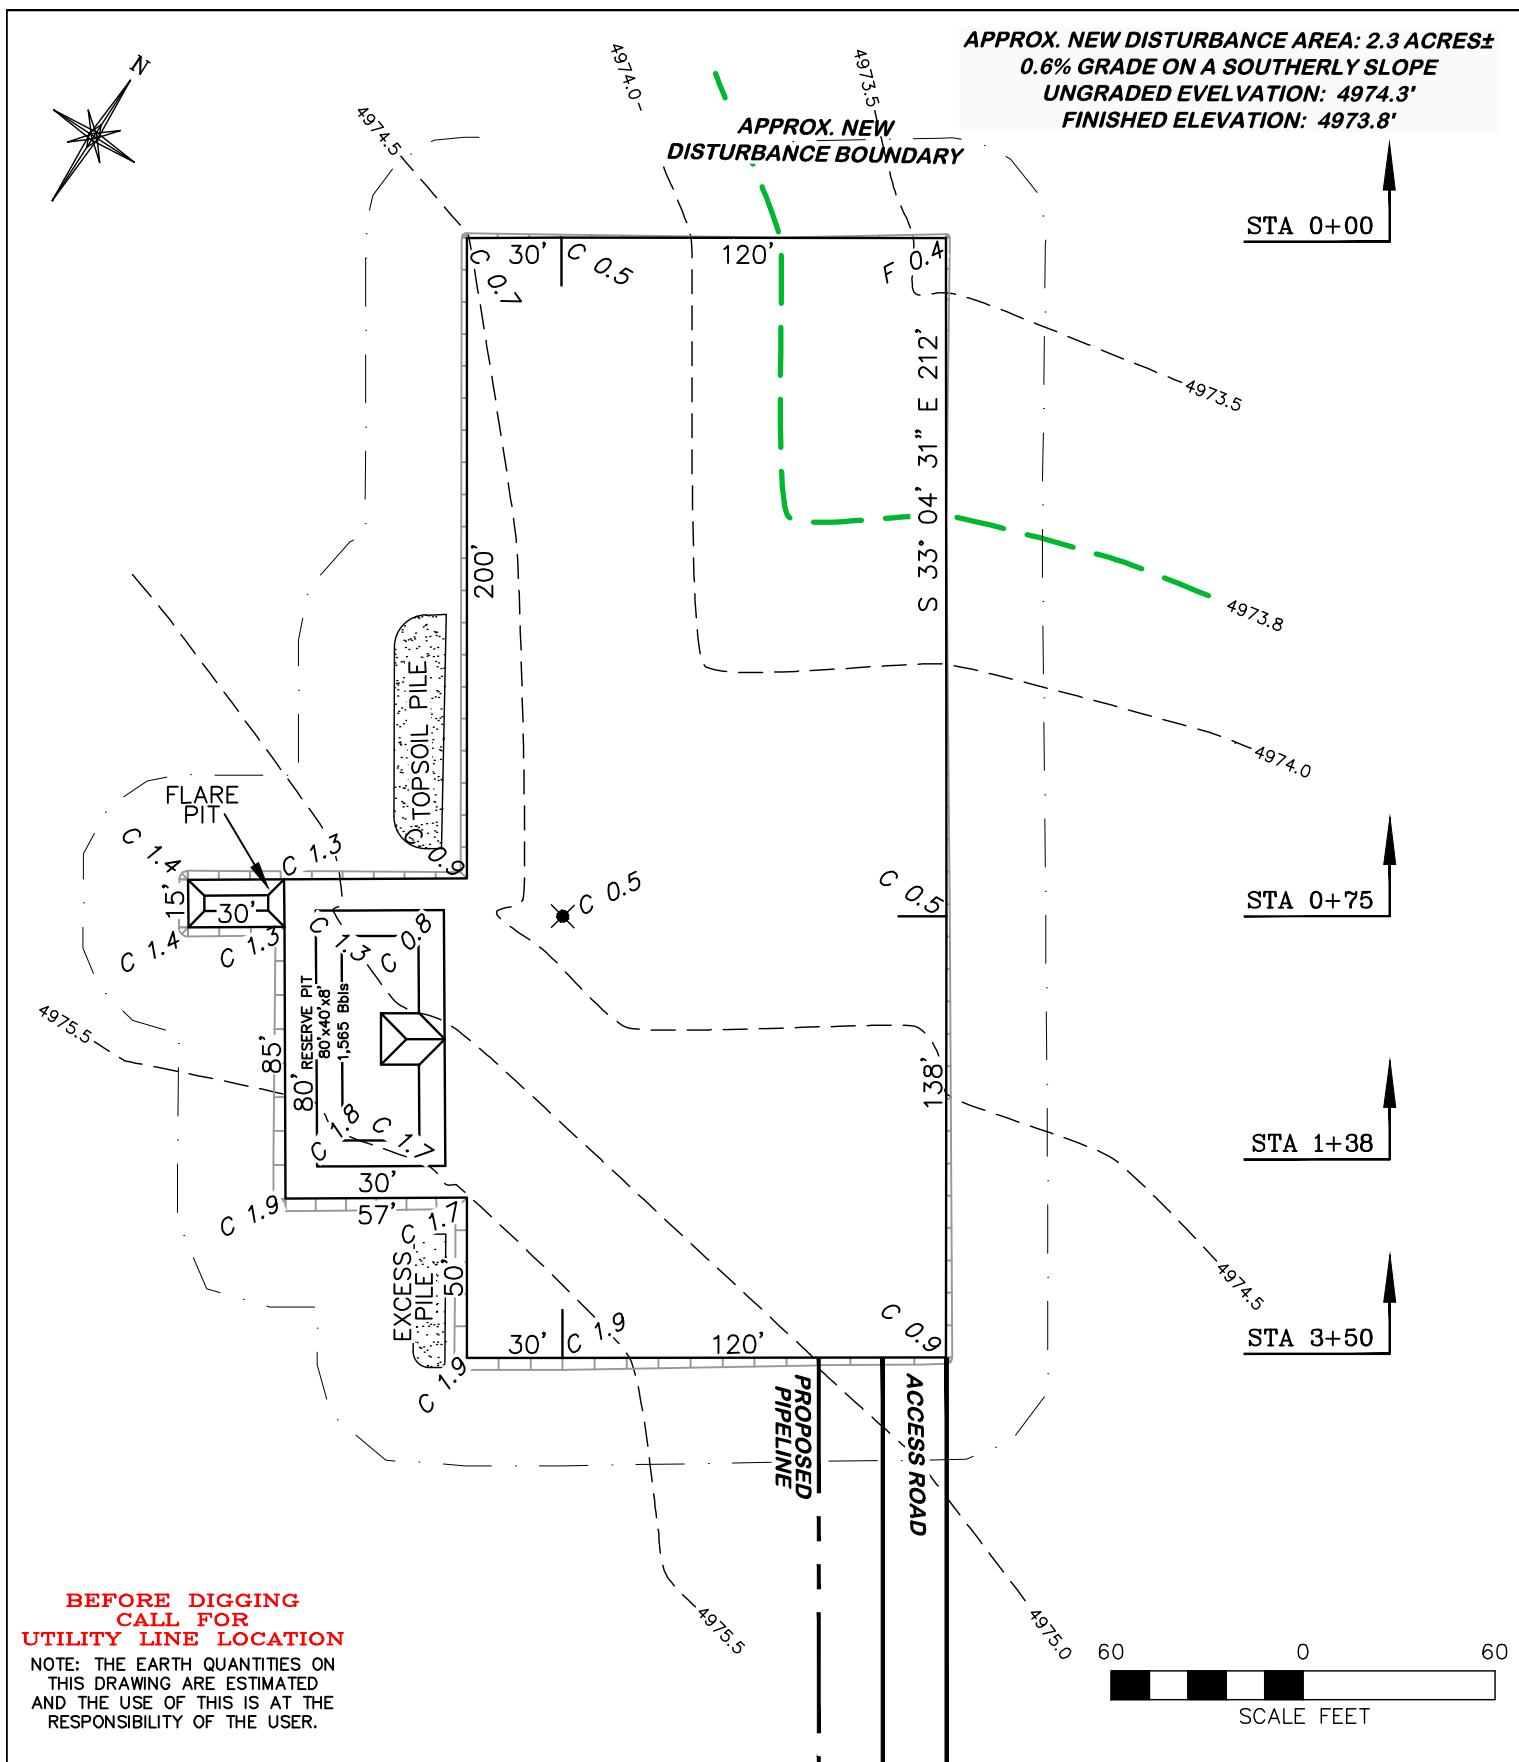 APPROX. NEW DISTURBANCE AREA: 2.3 ACRES±
0.6% GRADE ON A SOUTHERLY SLOPE
UNGRADED EVELVATION: 4974.3'
FINISHED ELEVATION: 4973.8'
N
4974.5
4974.0
4973.5
APPROX. NEW
DISTURBANCE BOUNDARY
STA 0+00
30'
C 0.5
120'
F 0.4
C 0.7
S 33° 04' 31" E 212'
4973.5
200'
4973.8
TOPSOIL PILE
4974.0
FLARE
PIT
C 1.4
C 1.3
C 0.9
15'
30'
C 0.5
C 0.5
STA 0+75
C 1.4
C 1.3
C 1.3
C 0.8
RESERVE PIT
80'x40'x8'
1,565 Bbls
4975.5
85'
80'
138'
C 1.8
C 1.7
STA 1+38
30'
57'
C 1.9
C 1.7
EXCESS
PILE
50'
4974.5
30'
C 1.9
120'
C 0.9
STA 3+50
C 1.9
PROPOSED
PIPELINE
ACCESS ROAD
4975.5
4975.0
BEFORE DIGGING
CALL FOR
UTILITY LINE LOCATION
NOTE: THE EARTH QUANTITIES ON
THIS DRAWING ARE ESTIMATED
AND THE USE OF THIS IS AT THE
RESPONSIBILITY OF THE USER.
60 0 60
SCALE FEET